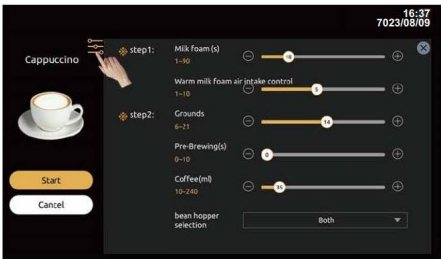 16:37
7023/08/09
Cappuccino
step1:
Milk foam (s)
1~90
18
Warm milk foam air intake control
1~10
5
step2:
Grounds
6~21
14
Pre-Brewing(s)
0~10
0
Coffee(ml)
10~240
35
Start
Cancel
bean hopper
selection
Both